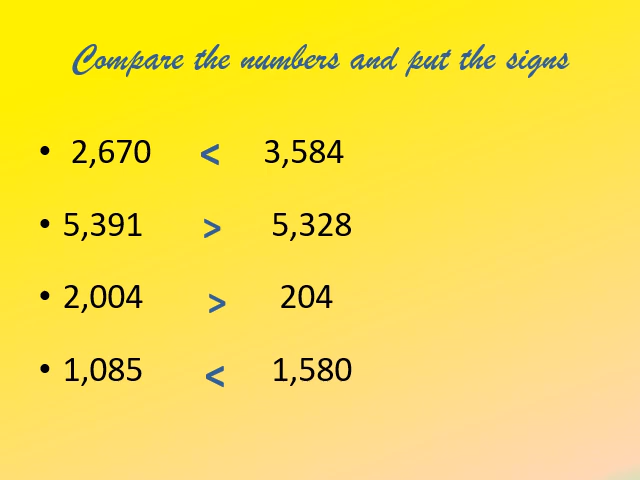 Compare the numbers and put the signs
• 2,670 < 3,584
• 5,391 > 5,328
• 2,004 > 204
• 1,085 < 1,580